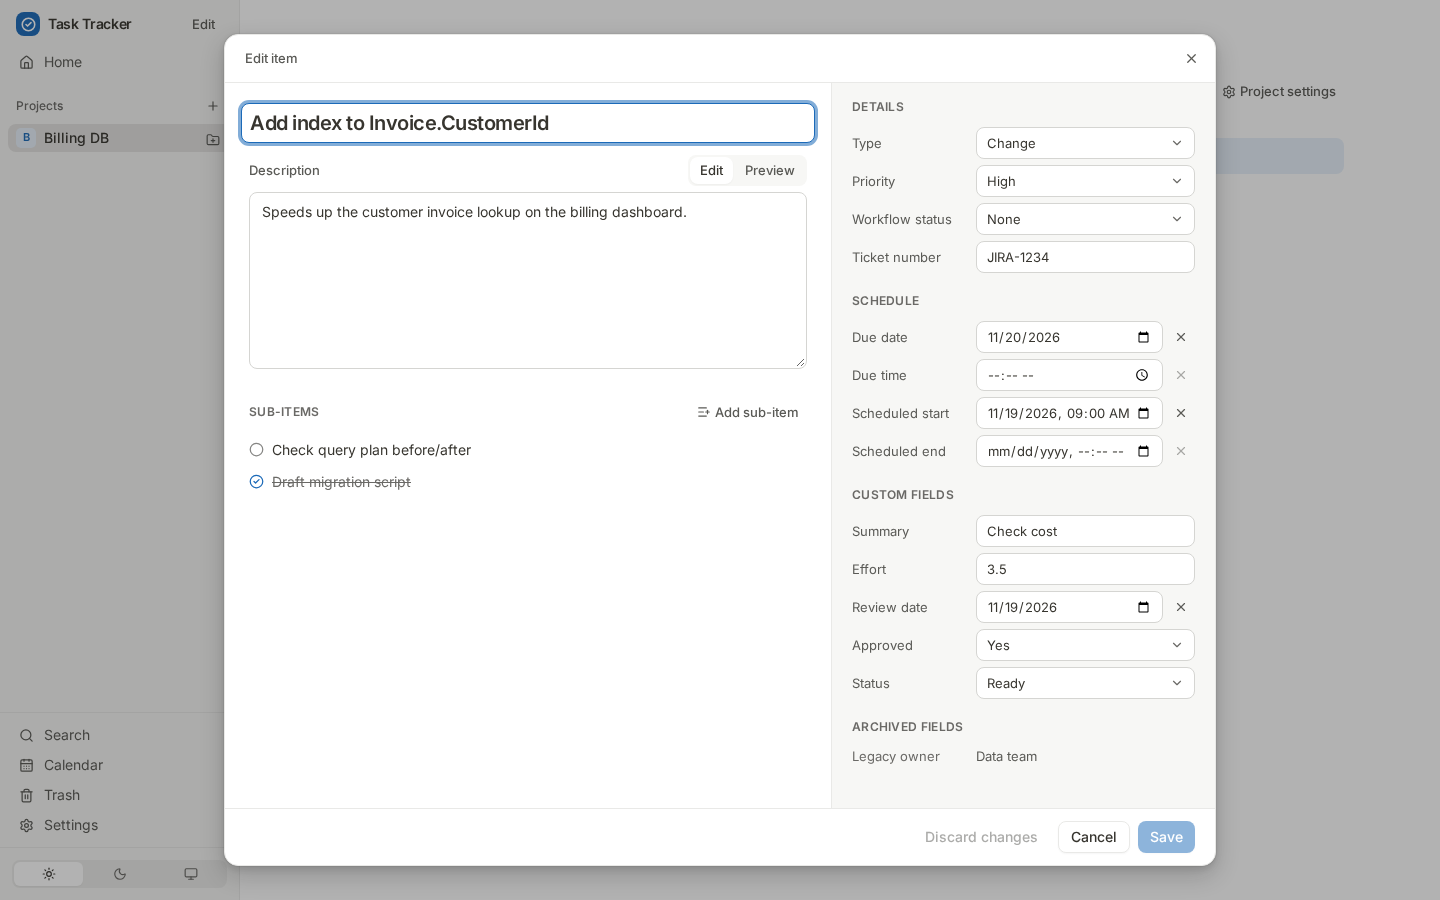 Task Tracker
Edit
Home
Projects
B
Billing DB
Search
Calendar
Trash
Settings
Project settings
Edit item
Add index to Invoice.CustomerId
Description
Edit
Preview
Speeds up the customer invoice lookup on the billing dashboard.
SUB-ITEMS
Add sub-item
Check query plan before/after
Draft migration script
DETAILS
Type
Change
Priority
High
Workflow status
None
Ticket number
JIRA-1234
SCHEDULE
Due date
11/20/2026
Due time
--:-- --
Scheduled start
11/19/2026, 09:00 AM
Scheduled end
mm/dd/yyyy, --:-- --
CUSTOM FIELDS
Summary
Check cost
Effort
3.5
Review date
11/19/2026
Approved
Yes
Status
Ready
ARCHIVED FIELDS
Legacy owner
Data team
Discard changes
Cancel
Save